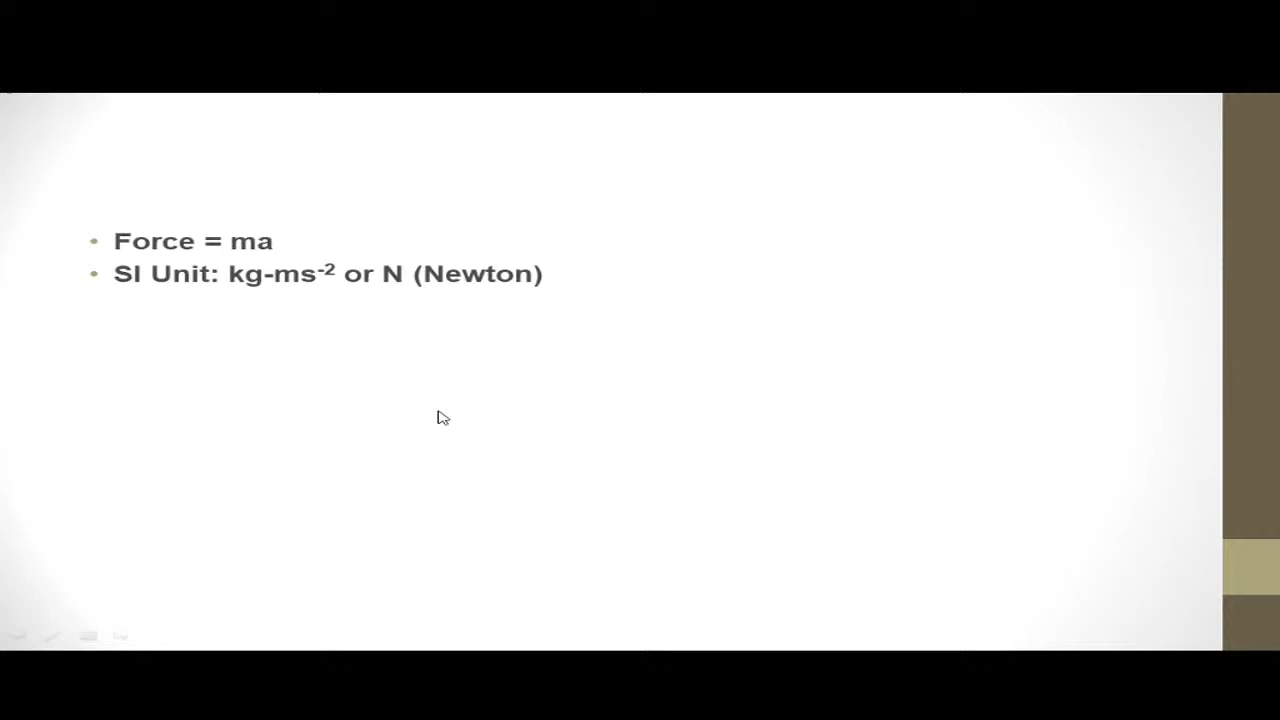 • Force = ma
• SI Unit: kg-ms⁻² or N (Newton)